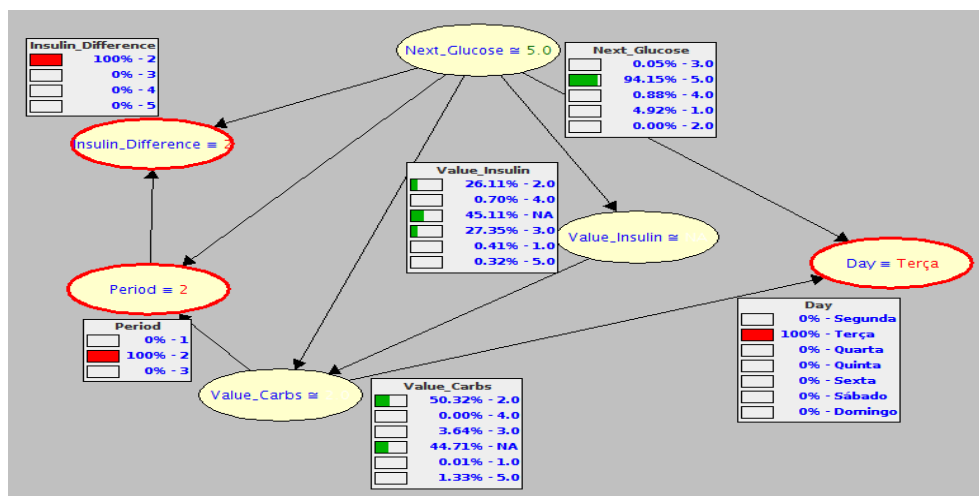 Insulin_Difference
100% - 2
0% - 3
0% - 4
0% - 5
Next_Glucose ≅ 5.0
Next_Glucose
0.05% - 3.0
94.15% - 5.0
0.88% - 4.0
4.92% - 1.0
0.00% - 2.0
Insulin_Difference ≡ 2
Value_Insulin
26.11% - 2.0
0.70% - 4.0
45.11% - NA
27.35% - 3.0
0.41% - 1.0
0.32% - 5.0
Value_Insulin ≅
Day ≡ Terça
Period ≡ 2
Period
0% - 1
100% - 2
0% - 3
Day
0% - Segunda
100% - Terça
0% - Quarta
0% - Quinta
0% - Sexta
0% - Sábado
0% - Domingo
Value_Carbs ≅
Value_Carbs
50.32% - 2.0
0.00% - 4.0
3.64% - 3.0
44.71% - NA
0.01% - 1.0
1.33% - 5.0